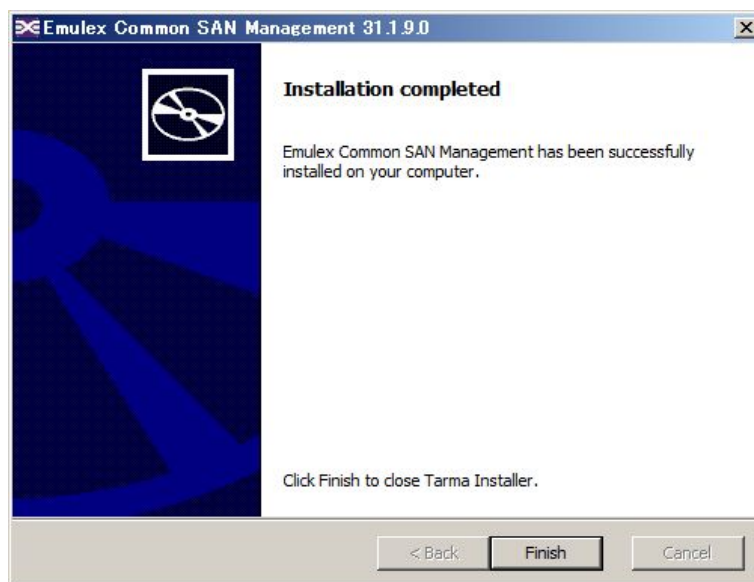 Emulex Common SAN Management 31.1.9.0
Installation completed
Emulex Common SAN Management has been successfully
installed on your computer.
Click Finish to close Tarma Installer.
< Back
Finish
Cancel